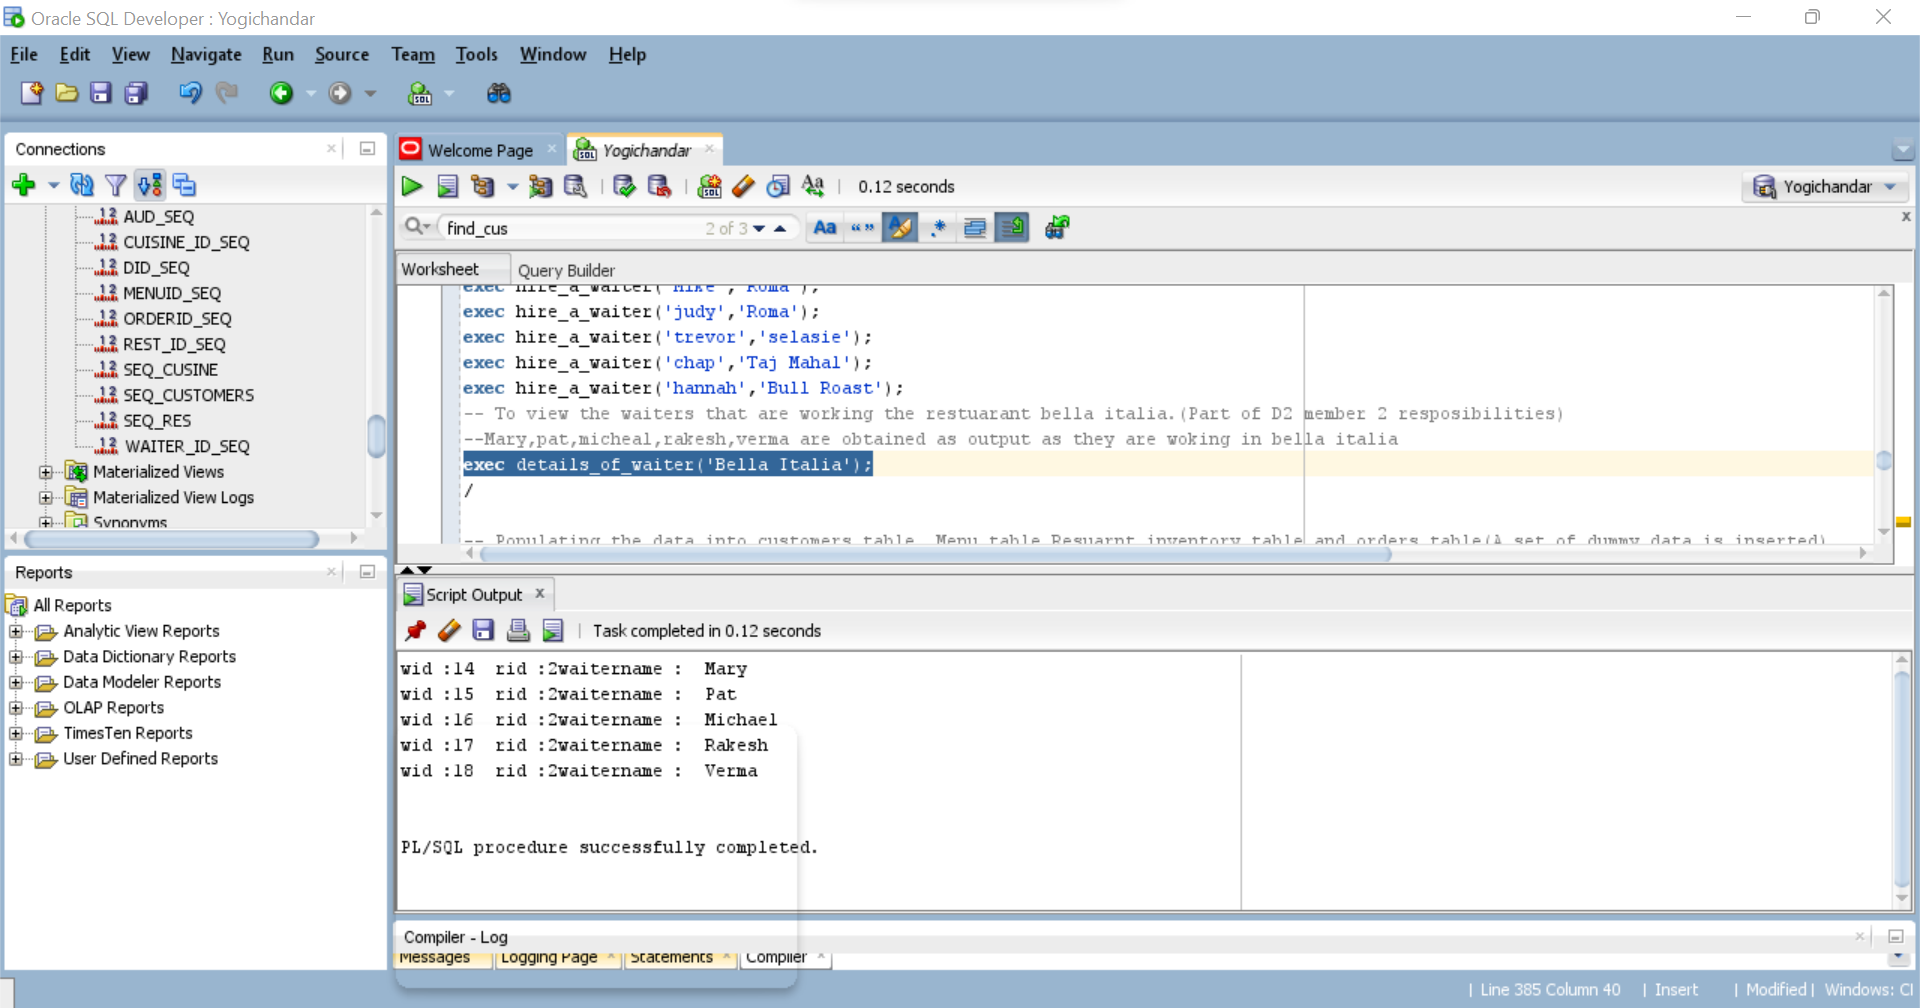 Oracle SQL Developer : Yogichandar
File Edit View Navigate Run Source Team Tools Window Help
SQL
Connections
Welcome Page
Yogichandar
0.12 seconds
Yogichandar
find_cus
2 of 3
Worksheet
Query Builder
AUD_SEQ
CUISINE_ID_SEQ
DID_SEQ
MENUID_SEQ
ORDERID_SEQ
REST_ID_SEQ
SEQ_CUSINE
SEQ_CUSTOMERS
SEQ_RES
WAITER_ID_SEQ
Materialized Views
Materialized View Logs
Synonyms
exec hire_a_waiter('Mike','Roma');
exec hire_a_waiter('judy','Roma');
exec hire_a_waiter('trevor','selasie');
exec hire_a_waiter('chap','Taj Mahal');
exec hire_a_waiter('hannah','Bull Roast');
-- To view the waiters that are working the restuarant bella italia.(Part of D2 member 2 resposibilities)
--Mary,pat,micheal,rakesh,verma are obtained as output as they are woking in bella italia
exec details_of_waiter('Bella Italia');
/
-- Populating the data into customers table, Menu table Resuarnt inventory table and orders table(A set of dummy data is inserted)
Reports
All Reports
Analytic View Reports
Data Dictionary Reports
Data Modeler Reports
OLAP Reports
TimesTen Reports
User Defined Reports
Script Output
Task completed in 0.12 seconds
wid :14 rid :2waitername : Mary
wid :15 rid :2waitername : Pat
wid :16 rid :2waitername : Michael
wid :17 rid :2waitername : Rakesh
wid :18 rid :2waitername : Verma
PL/SQL procedure successfully completed.
Compiler - Log
Messages Logging Page Statements Compiler
Line 385 Column 40 | Insert | Modified | Windows: Cl